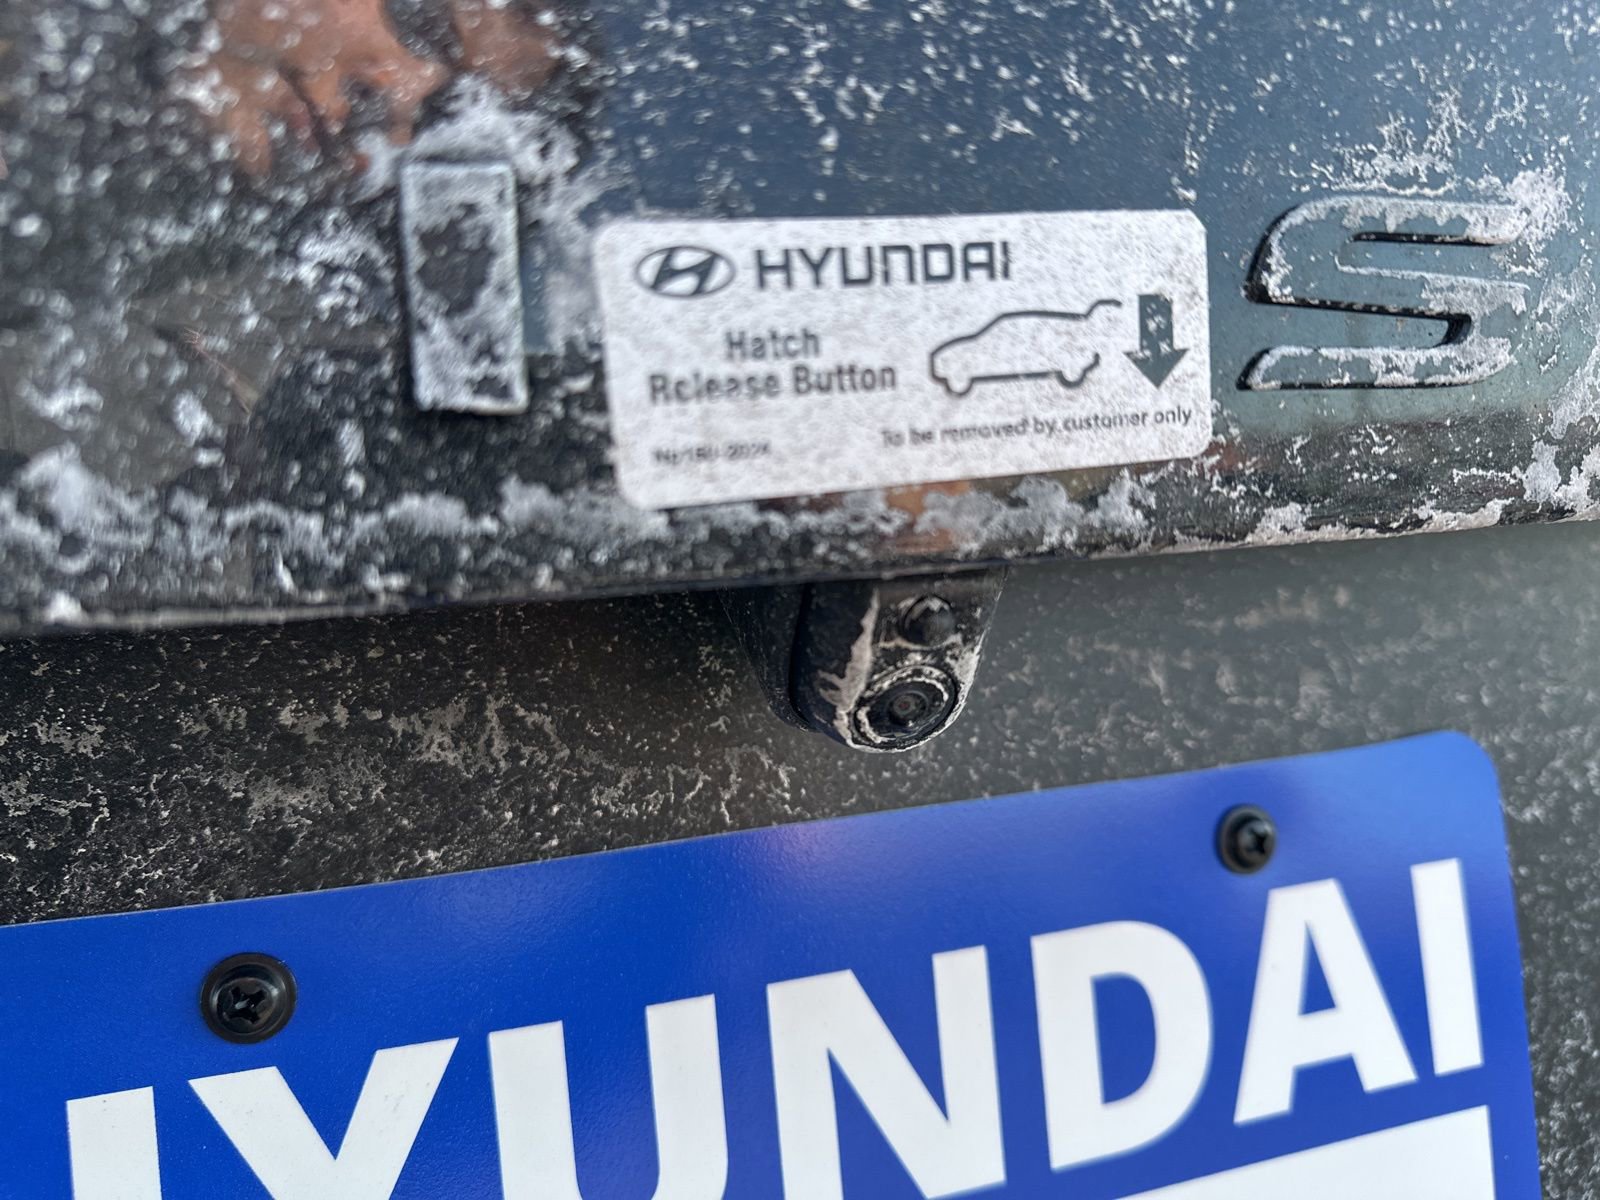 I
HYUNDAI
Hatch
Release Button
To be removed by customer only
S
HYUNDAI